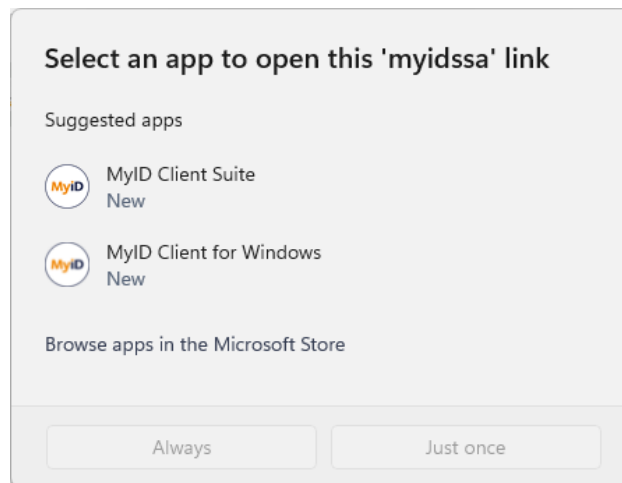 Select an app to open this 'myidssa' link
Suggested apps
MyiD
MyID Client Suite
New
MyiD
MyID Client for Windows
New
Browse apps in the Microsoft Store
Always
Just once